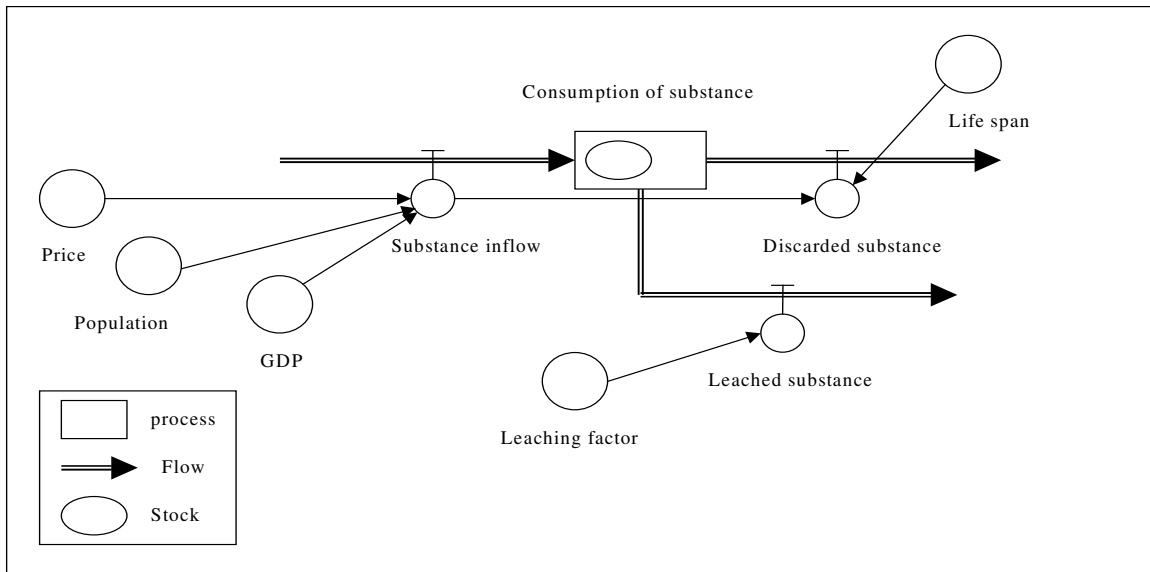 Consumption of substance
Life span
Price
Substance inflow
Discarded substance
Population
GDP
Leached substance
Leaching factor
process
Flow
Stock